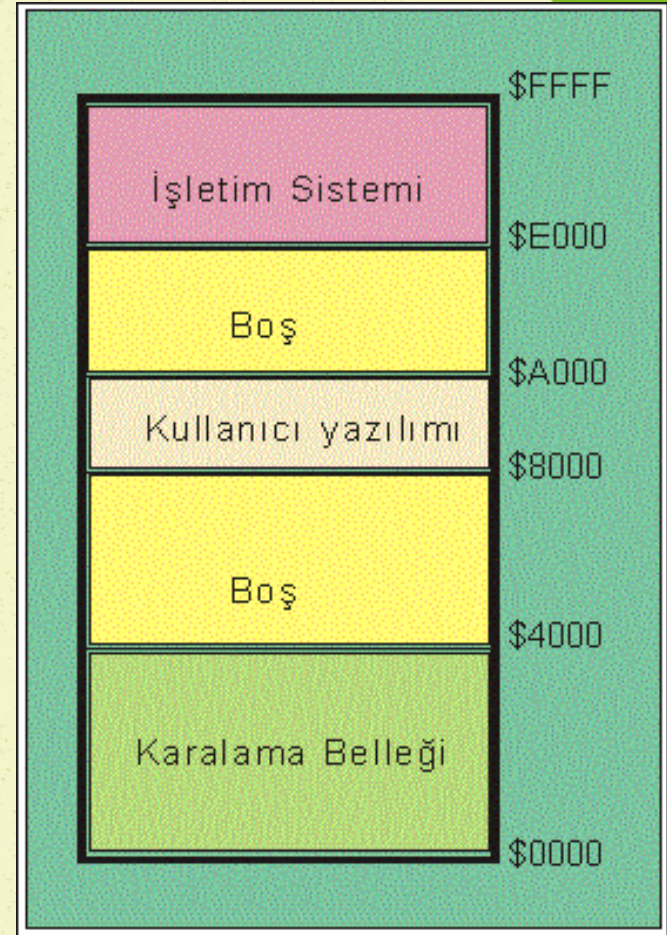 $FFFF
İşletim Sistemi
$E000
Boş
$A000
Kullanıcı yazılımı
$8000
Boş
$4000
Karalama Belleği
$0000